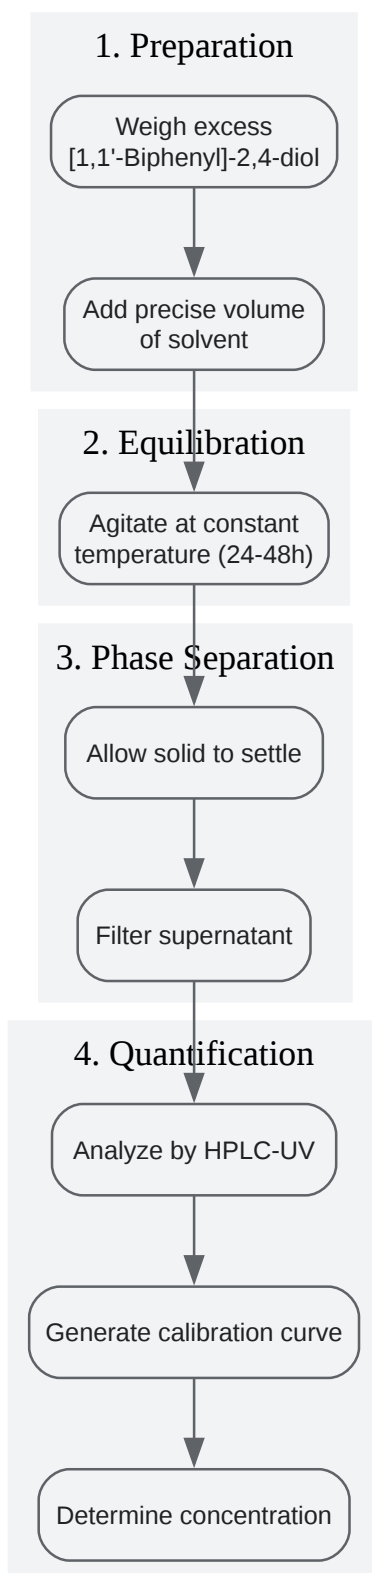 1. Preparation
Weigh excess
[1,1'-Biphenyl]-2,4-diol
Add precise volume
of solvent
2. Equilibration
Agitate at constant
temperature (24-48h)
3. Phase Separation
Allow solid to settle
Filter supernatant
4. Quantification
Analyze by HPLC-UV
Generate calibration curve
Determine concentration